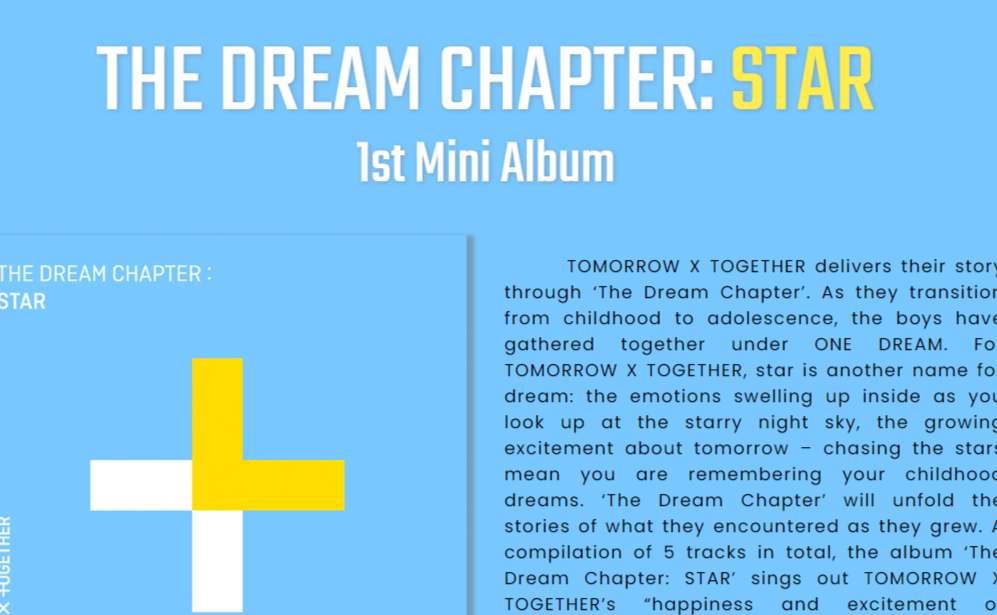 THE DREAM CHAPTER: STAR
1st Mini Album
THE DREAM CHAPTER :
STAR
X TOGETHER
TOMORROW X TOGETHER delivers their story
through ‘The Dream Chapter’. As they transition
from childhood to adolescence, the boys have
gathered together under ONE DREAM. Fo
TOMORROW X TOGETHER, star is another name fo
dream: the emotions swelling up inside as you
look up at the starry night sky, the growing
excitement about tomorrow – chasing the stars
mean you are remembering your childhood
dreams. ‘The Dream Chapter’ will unfold the
stories of what they encountered as they grew. A
compilation of 5 tracks in total, the album ‘The
Dream Chapter: STAR’ sings out TOMORROW X
TOGETHER’s “happiness and excitement o